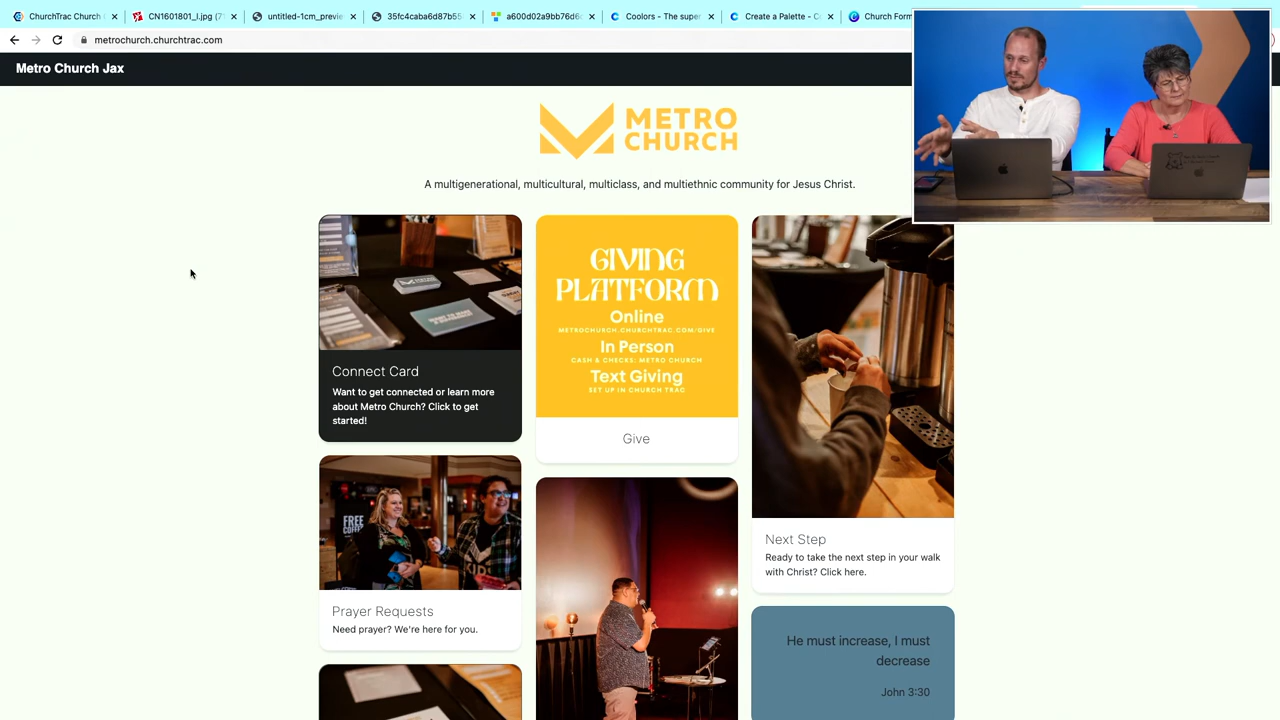 ChurchTrac Church
CN1601801_l.jpg (7
untitled-1cm_previe
35fc4caba6d87b55
a600d02a9bb76d6
Coolors - The super
Create a Palette - C
Church Form
metrochurch.churchtrac.com
Metro Church Jax
METRO
CHURCH
A multigenerational, multicultural, multiclass, and multiethnic community for Jesus Christ.
Connect Card
Want to get connected or learn more
about Metro Church? Click to get
started!
GIVING
PLATFORM
Online
METROCHURCH.CHURCHTRAC.COM/GIVE
In Person
CASH & CHECKS: METRO CHURCH
Text Giving
SET UP IN CHURCH TRAC
Give
FREE
COFFEE
KIDS
Prayer Requests
Need prayer? We're here for you.
Next Step
Ready to take the next step in your walk
with Christ? Click here.
He must increase, I must
decrease
John 3:30